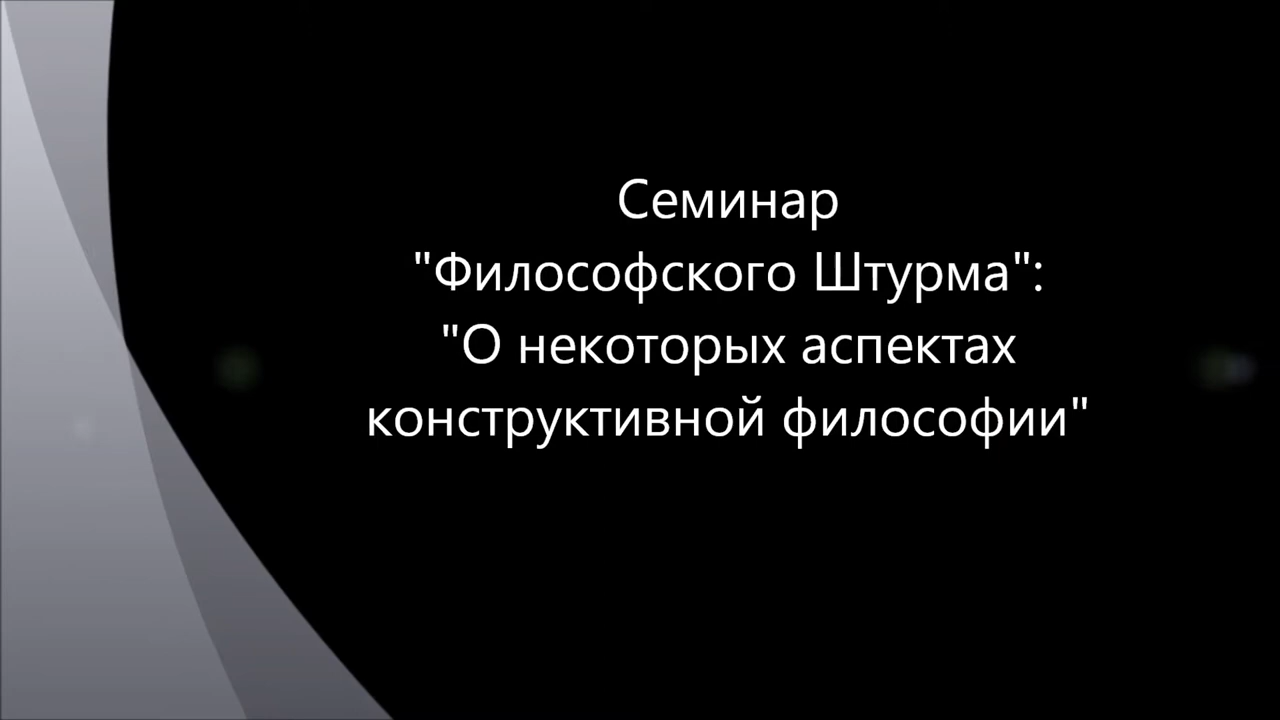 Семинар
"Философского Штурма":
"О некоторых аспектах
конструктивной философии"